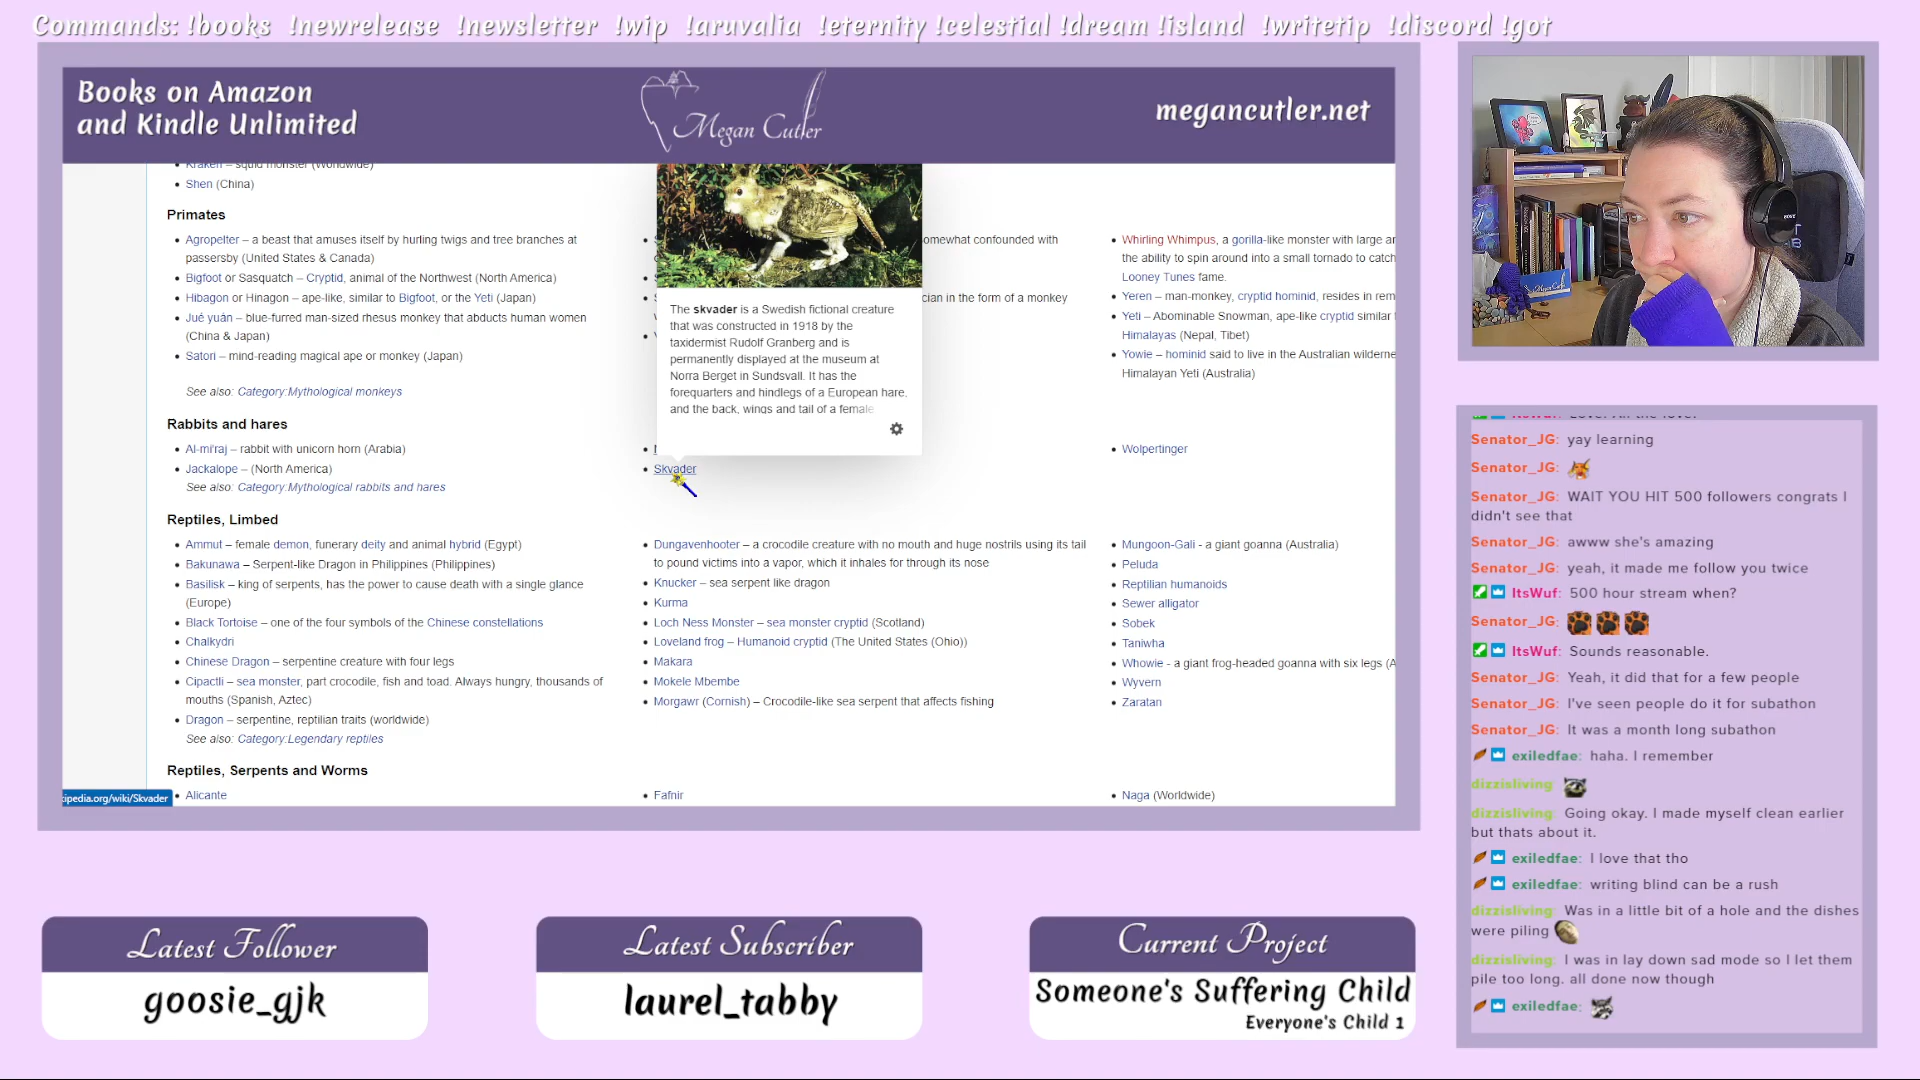 Commands: !books !newrelease !newsletter !wip !aruvalia !eternity !celestial !dream !island !writetip !discord !got
Books on Amazon
and Kindle Unlimited
Megan Cutler
megancutler.net
Kraken – squid monster (Worldwide)
Shen (China)
Primates
Agropelter – a beast that amuses itself by hurling twigs and tree branches at
passersby (United States & Canada)
Bigfoot or Sasquatch – Cryptid, animal of the Northwest (North America)
Hibagon or Hinagon – ape-like, similar to Bigfoot, or the Yeti (Japan)
Jué yuán – blue-furred man-sized rhesus monkey that abducts human women
(China & Japan)
Satori – mind-reading magical ape or monkey (Japan)
See also: Category:Mythological monkeys
omewhat confounded with
cian in the form of a monkey
Whirling Whimpus, a gorilla-like monster with large ar
the ability to spin around into a small tornado to catch
Looney Tunes fame.
Yeren – man-monkey, cryptid hominid, resides in rem
Yeti – Abominable Snowman, ape-like cryptid similar
Himalayas (Nepal, Tibet)
Yowie – hominid said to live in the Australian wilderne
Himalayan Yeti (Australia)
The skvader is a Swedish fictional creature
that was constructed in 1918 by the
taxidermist Rudolf Granberg and is
permanently displayed at the museum at
Norra Berget in Sundsvall. It has the
forequarters and hindlegs of a European hare,
and the back, wings and tail of a female
Rabbits and hares
Al-mi'raj – rabbit with unicorn horn (Arabia)
Jackalope – (North America)
See also: Category:Mythological rabbits and hares
Skvader
Wolpertinger
Reptiles, Limbed
Ammut – female demon, funerary deity and animal hybrid (Egypt)
Bakunawa – Serpent-like Dragon in Philippines (Philippines)
Basilisk – king of serpents, has the power to cause death with a single glance
(Europe)
Black Tortoise – one of the four symbols of the Chinese constellations
Chalkydri
Chinese Dragon – serpentine creature with four legs
Cipactli – sea monster, part crocodile, fish and toad. Always hungry, thousands of
mouths (Spanish, Aztec)
Dragon – serpentine, reptilian traits (worldwide)
See also: Category:Legendary reptiles
Dungavenhooter – a crocodile creature with no mouth and huge nostrils using its tail
to pound victims into a vapor, which it inhales for through its nose
Knucker – sea serpent like dragon
Kurma
Loch Ness Monster – sea monster cryptid (Scotland)
Loveland frog – Humanoid cryptid (The United States (Ohio))
Makara
Mokele Mbembe
Morgawr (Cornish) – Crocodile-like sea serpent that affects fishing
Mungoon-Gali - a giant goanna (Australia)
Peluda
Reptilian humanoids
Sewer alligator
Sobek
Taniwha
Whowie - a giant frog-headed goanna with six legs (A
Wyvern
Zaratan
Reptiles, Serpents and Worms
Alicante
Fafnir
Naga (Worldwide)
ipedia.org/wiki/Skvader
Senator_JG: yay learning
Senator_JG:
Senator_JG: WAIT YOU HIT 500 followers congrats I
didn't see that
Senator_JG: awww she's amazing
Senator_JG: yeah, it made me follow you twice
ItsWuf: 500 hour stream when?
Senator_JG:
ItsWuf: Sounds reasonable.
Senator_JG: Yeah, it did that for a few people
Senator_JG: I've seen people do it for subathon
Senator_JG: It was a month long subathon
exiledfae: haha. I remember
dizzisliving:
dizzisliving: Going okay. I made myself clean earlier
but thats about it.
exiledfae: I love that tho
exiledfae: writing blind can be a rush
dizzisliving: Was in a little bit of a hole and the dishes
were piling
dizzisliving: I was in lay down sad mode so I let them
pile too long. all done now though
exiledfae:
Latest Follower
goosie_gjk
Latest Subscriber
laurel_tabby
Current Project
Someone's Suffering Child
Everyone's Child 1